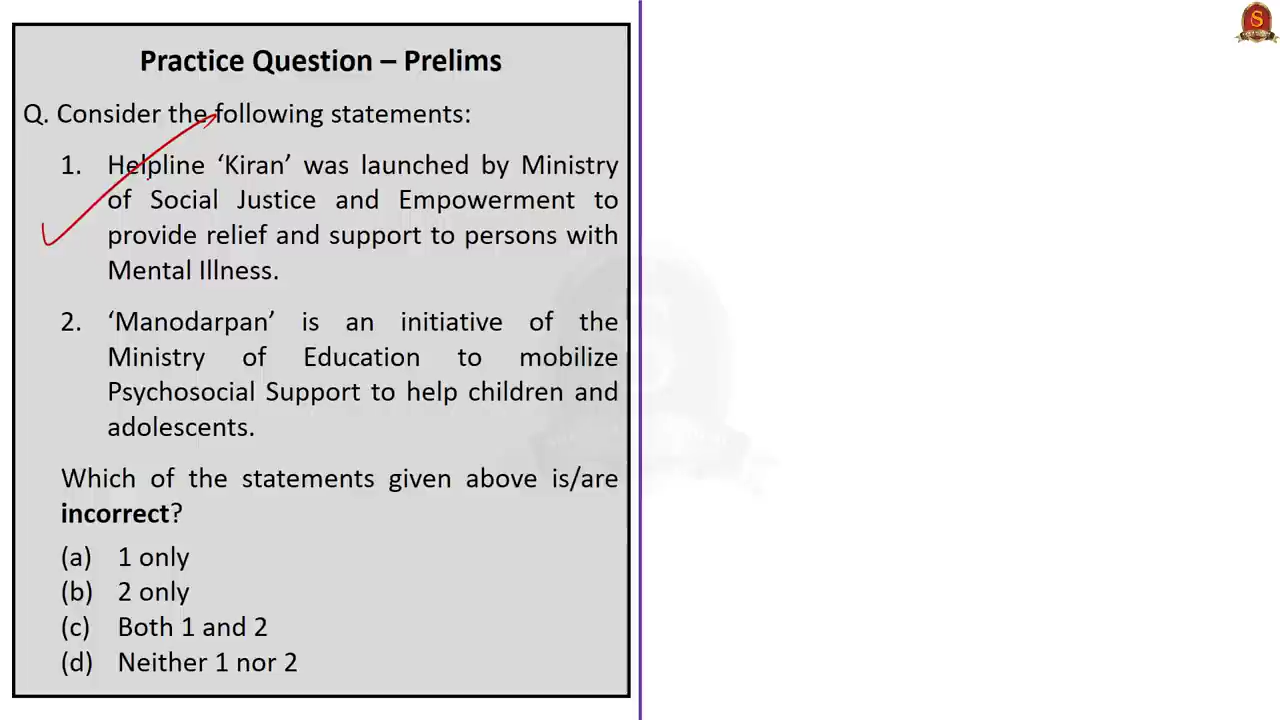 Practice Question – Prelims
Q. Consider the following statements:
1. Helpline ‘Kiran’ was launched by Ministry
of Social Justice and Empowerment to
provide relief and support to persons with
Mental Illness.
2. ‘Manodarpan’ is an initiative of the
Ministry of Education to mobilize
Psychosocial Support to help children and
adolescents.
Which of the statements given above is/are
incorrect?
(a) 1 only
(b) 2 only
(c) Both 1 and 2
(d) Neither 1 nor 2
S